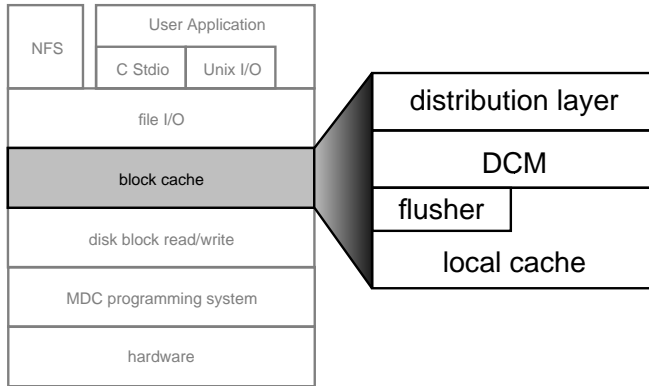 NFS
User Application
C Stdio
Unix I/O
file I/O
block cache
disk block read/write
MDC programming system
hardware
distribution layer
DCM
flusher
local cache